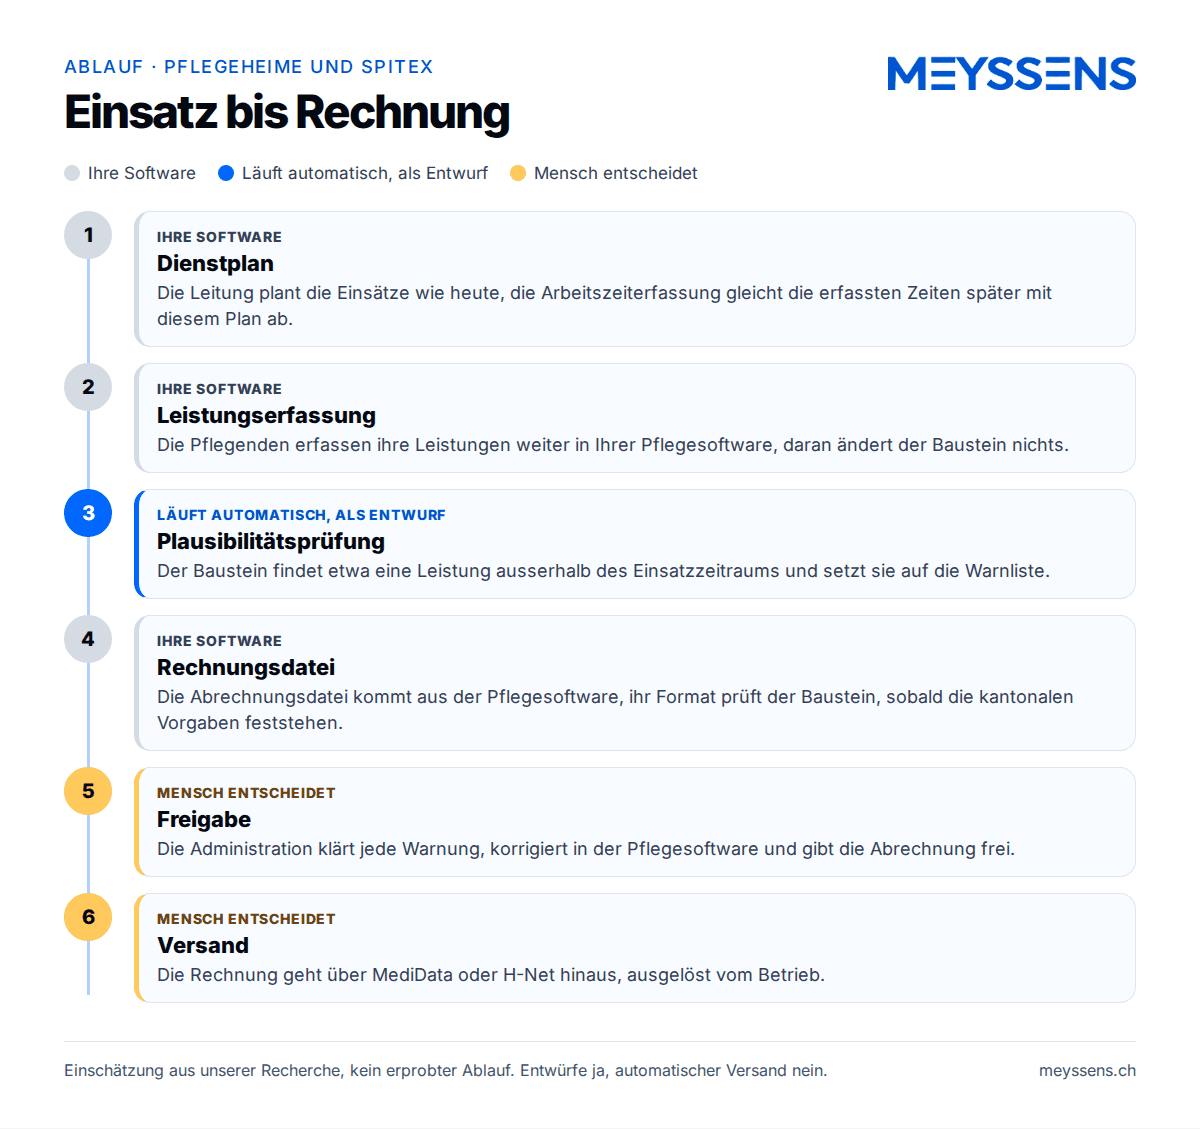 ABLAUF · PFLEGEHEIME UND SPITEX
MEYSSENS
Einsatz bis Rechnung
Ihre Software
Läuft automatisch, als Entwurf
Mensch entscheidet
1
IHRE SOFTWARE
Dienstplan
Die Leitung plant die Einsätze wie heute, die Arbeitszeiterfassung gleicht die erfassten Zeiten später mit
diesem Plan ab.
2
IHRE SOFTWARE
Leistungserfassung
Die Pflegenden erfassen ihre Leistungen weiter in Ihrer Pflegesoftware, daran ändert der Baustein nichts.
3
LÄUFT AUTOMATISCH, ALS ENTWURF
Plausibilitätsprüfung
Der Baustein findet etwa eine Leistung ausserhalb des Einsatzzeitraums und setzt sie auf die Warnliste.
4
IHRE SOFTWARE
Rechnungsdatei
Die Abrechnungsdatei kommt aus der Pflegesoftware, ihr Format prüft der Baustein, sobald die kantonalen
Vorgaben feststehen.
5
MENSCH ENTSCHEIDET
Freigabe
Die Administration klärt jede Warnung, korrigiert in der Pflegesoftware und gibt die Abrechnung frei.
6
MENSCH ENTSCHEIDET
Versand
Die Rechnung geht über MediData oder H-Net hinaus, ausgelöst vom Betrieb.
Einschätzung aus unserer Recherche, kein erprobter Ablauf. Entwürfe ja, automatischer Versand nein.
meyssens.ch